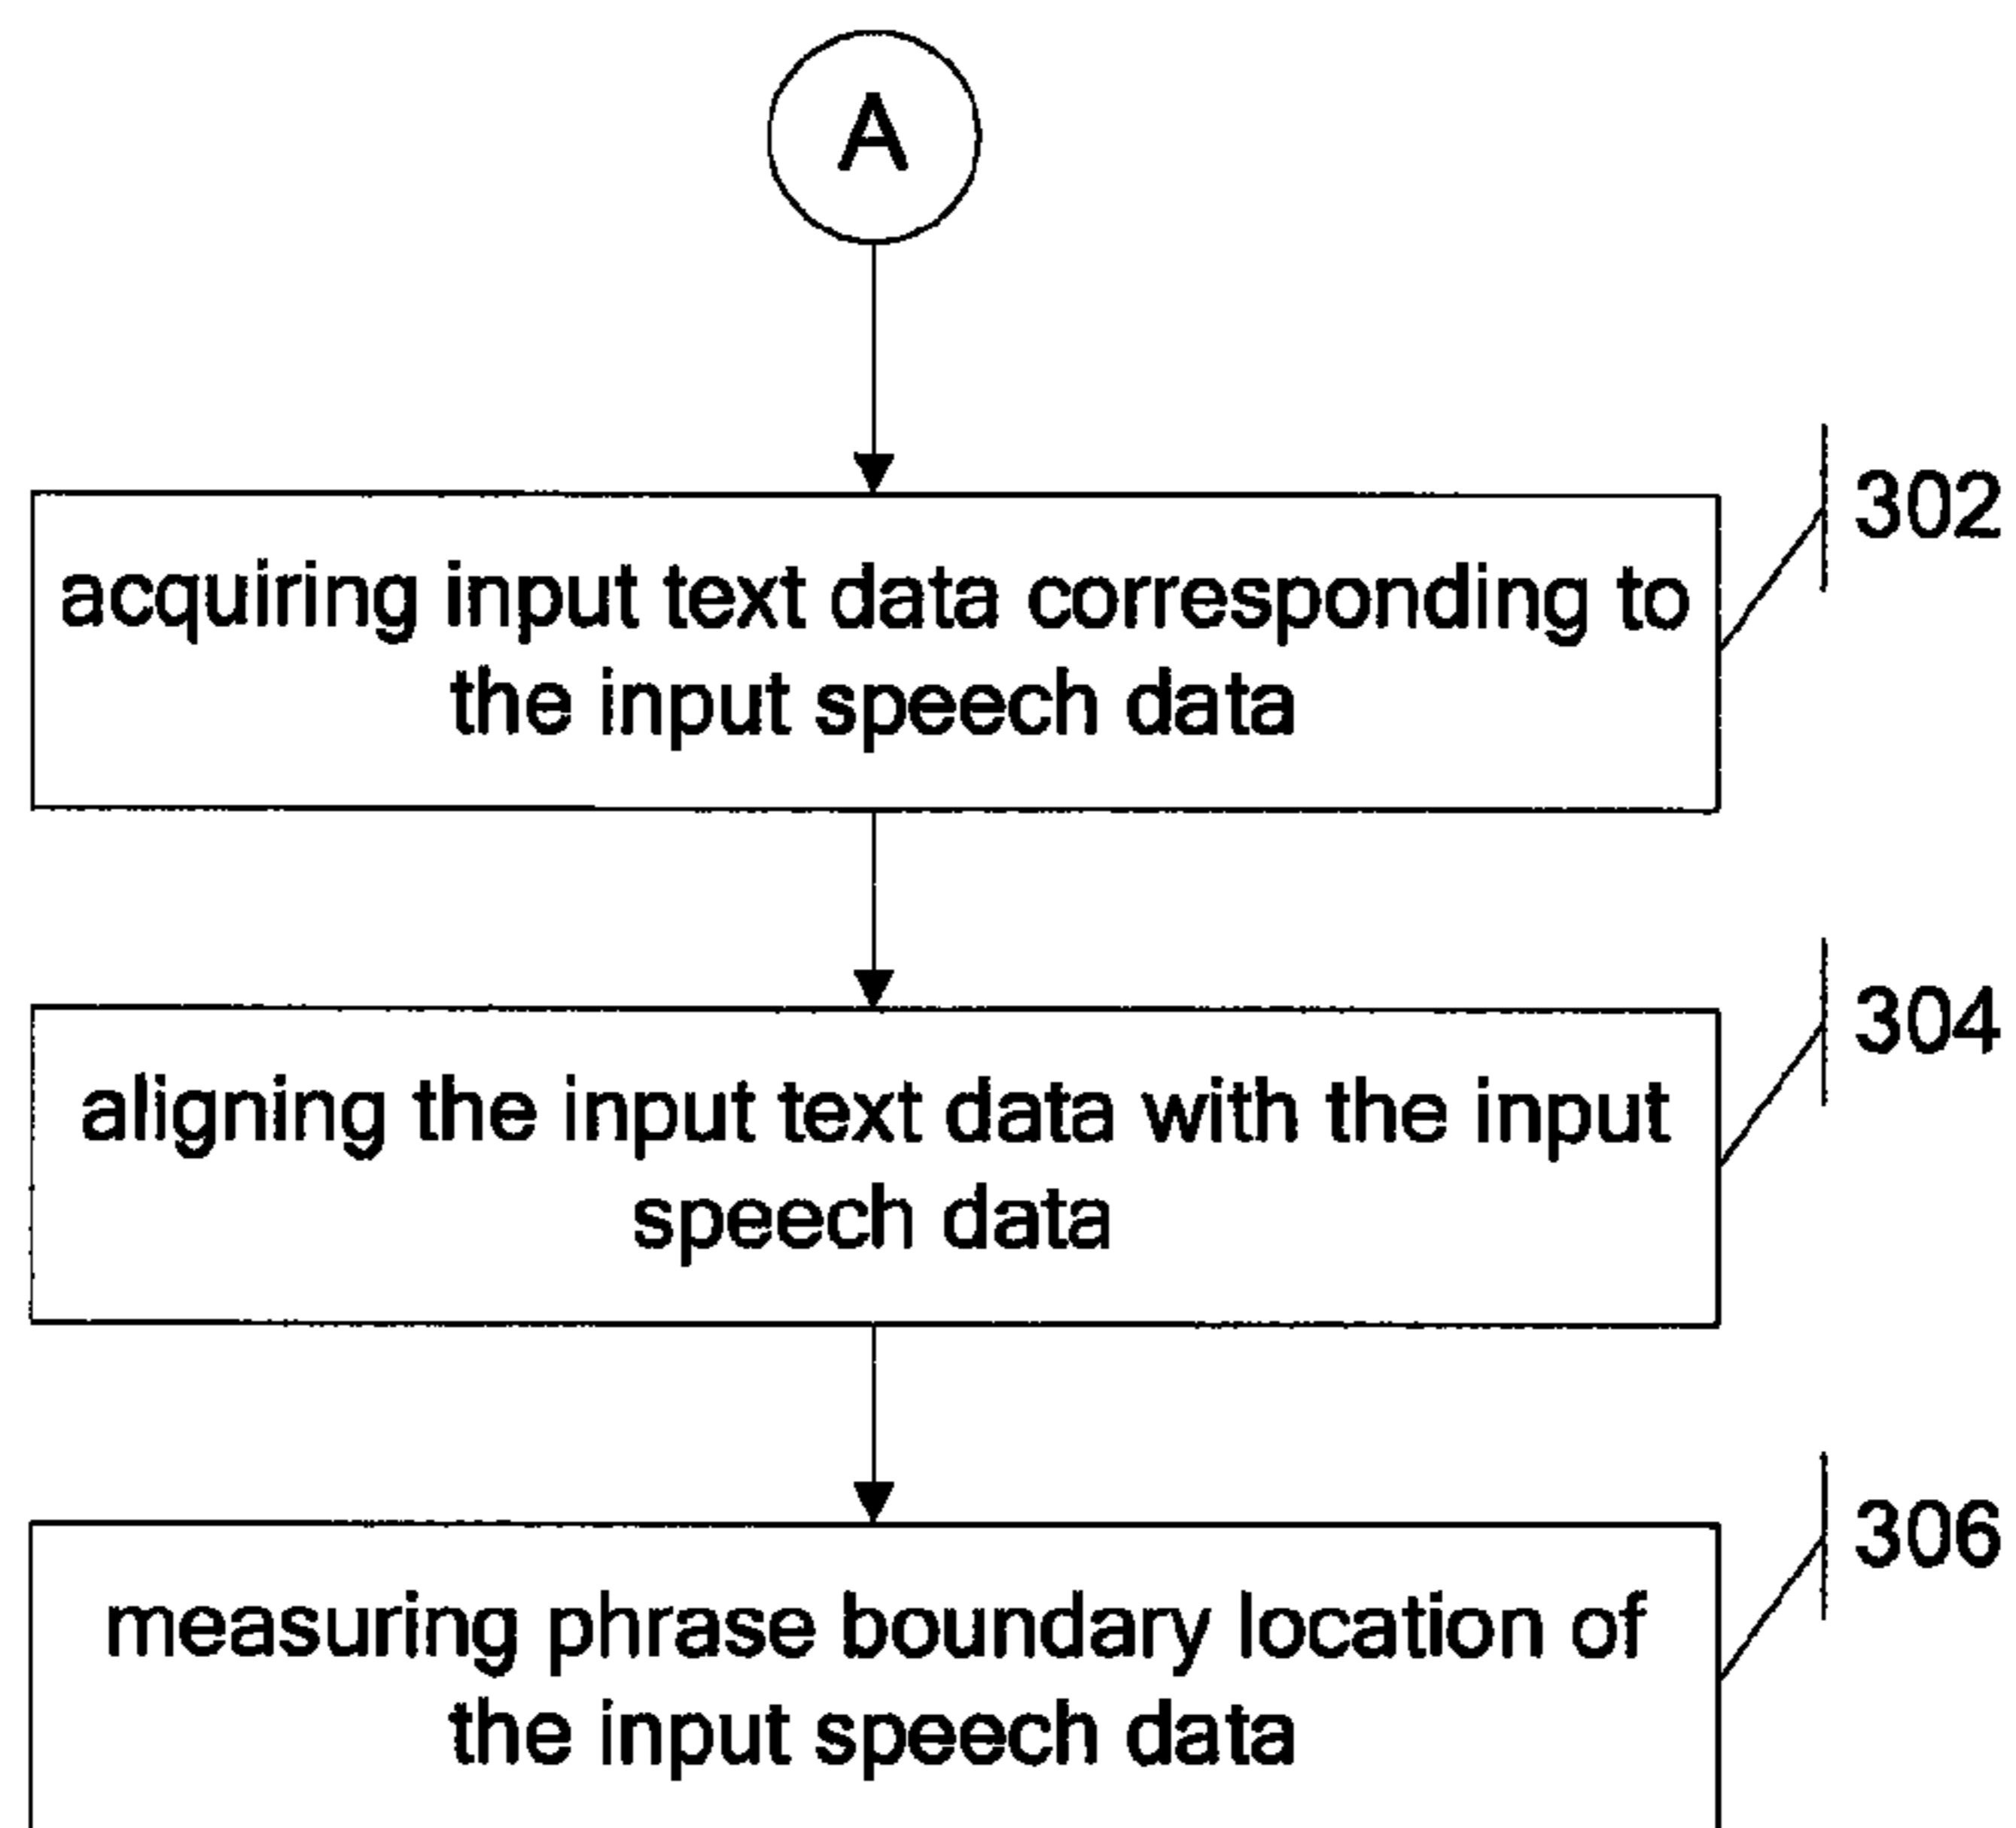 A
302
acquiring input text data corresponding to
the input speech data
304
aligning the input text data with the input
speech data
306
measuring phrase boundary location of
the input speech data